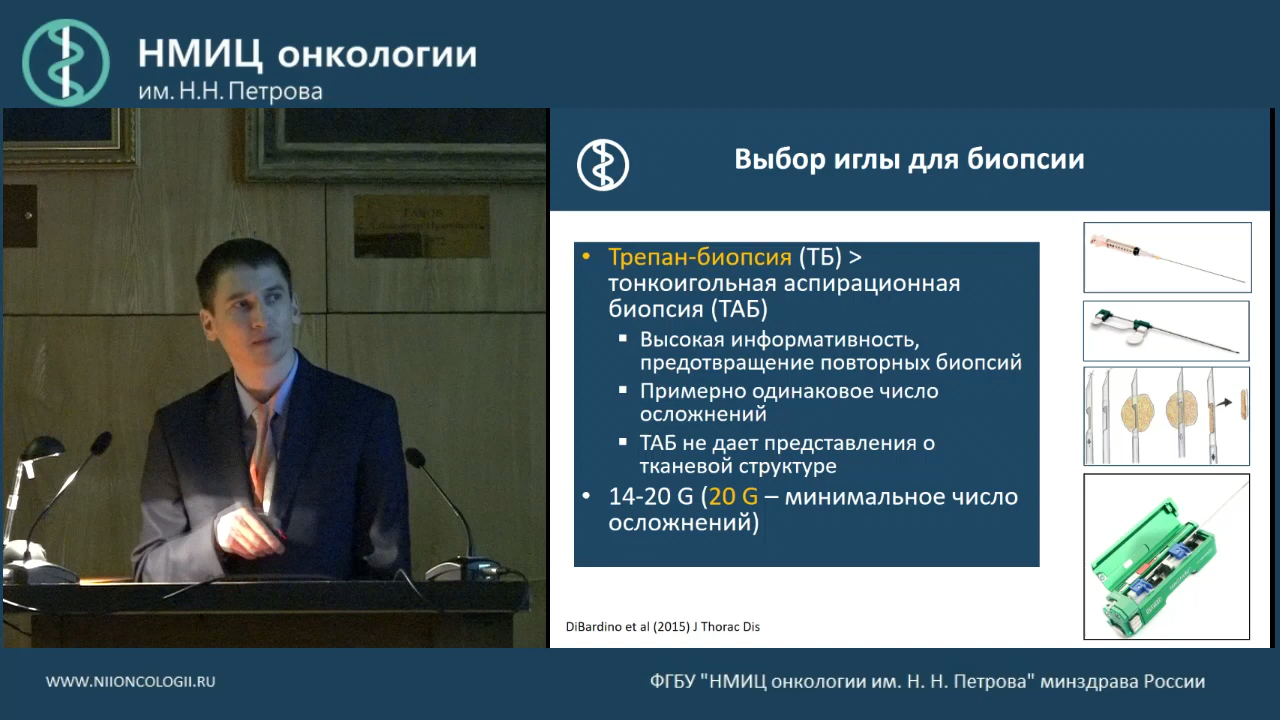 НМИЦ онкологии
им. Н.Н. Петрова
Выбор иглы для биопсии
• Трепан-биопсия (ТБ) >
тонкоигольная аспирационная
биопсия (ТАБ)
▪ Высокая информативность,
предотвращение повторных биопсий
▪ Примерно одинаковое число
осложнений
▪ ТАБ не дает представления о
тканевой структуре
• 14-20 G (20 G – минимальное число
осложнений)
DiBardino et al (2015) J Thorac Dis
WWW.NIIONCOLOGII.RU
ФГБУ "НМИЦ онкологии им. Н. Н. Петрова" минздрава России